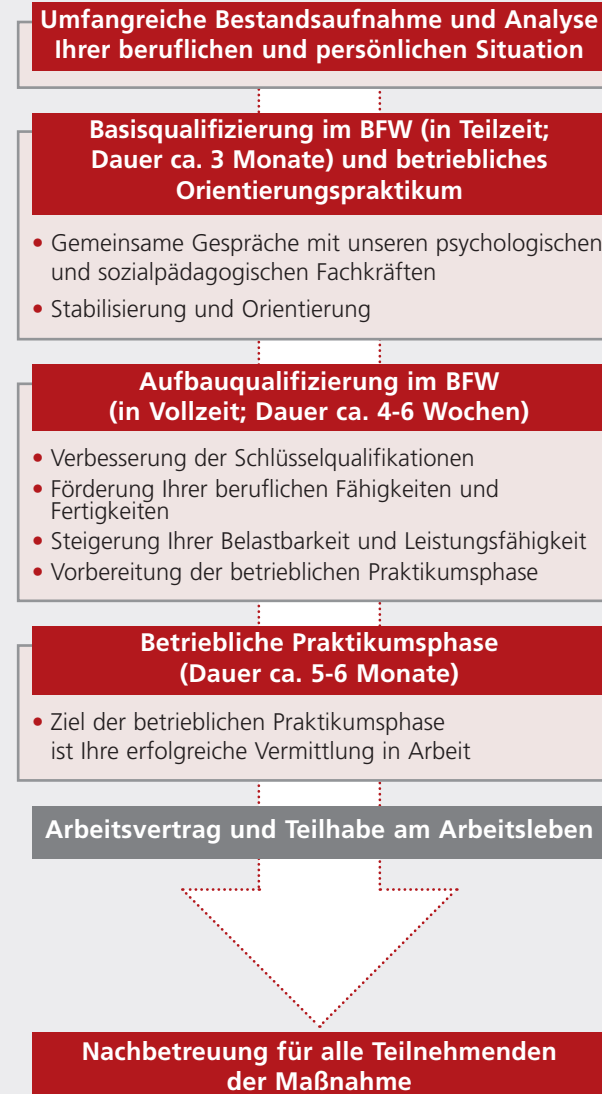 Umfangreiche Bestandsaufnahme und Analyse
Ihrer beruflichen und persönlichen Situation
Basisqualifizierung im BFW (in Teilzeit;
Dauer ca. 3 Monate) und betriebliches
Orientierungspraktikum
• Gemeinsame Gespräche mit unseren psychologischen
und sozialpädagogischen Fachkräften
• Stabilisierung und Orientierung
Aufbauqualifizierung im BFW
(in Vollzeit; Dauer ca. 4-6 Wochen)
• Verbesserung der Schlüsselqualifikationen
• Förderung Ihrer beruflichen Fähigkeiten und
Fertigkeiten
• Steigerung Ihrer Belastbarkeit und Leistungsfähigkeit
• Vorbereitung der betrieblichen Praktikumsphase
Betriebliche Praktikumsphase
(Dauer ca. 5-6 Monate)
• Ziel der betrieblichen Praktikumsphase
ist Ihre erfolgreiche Vermittlung in Arbeit
Arbeitsvertrag und Teilhabe am Arbeitsleben
Nachbetreuung für alle Teilnehmenden
der Maßnahme